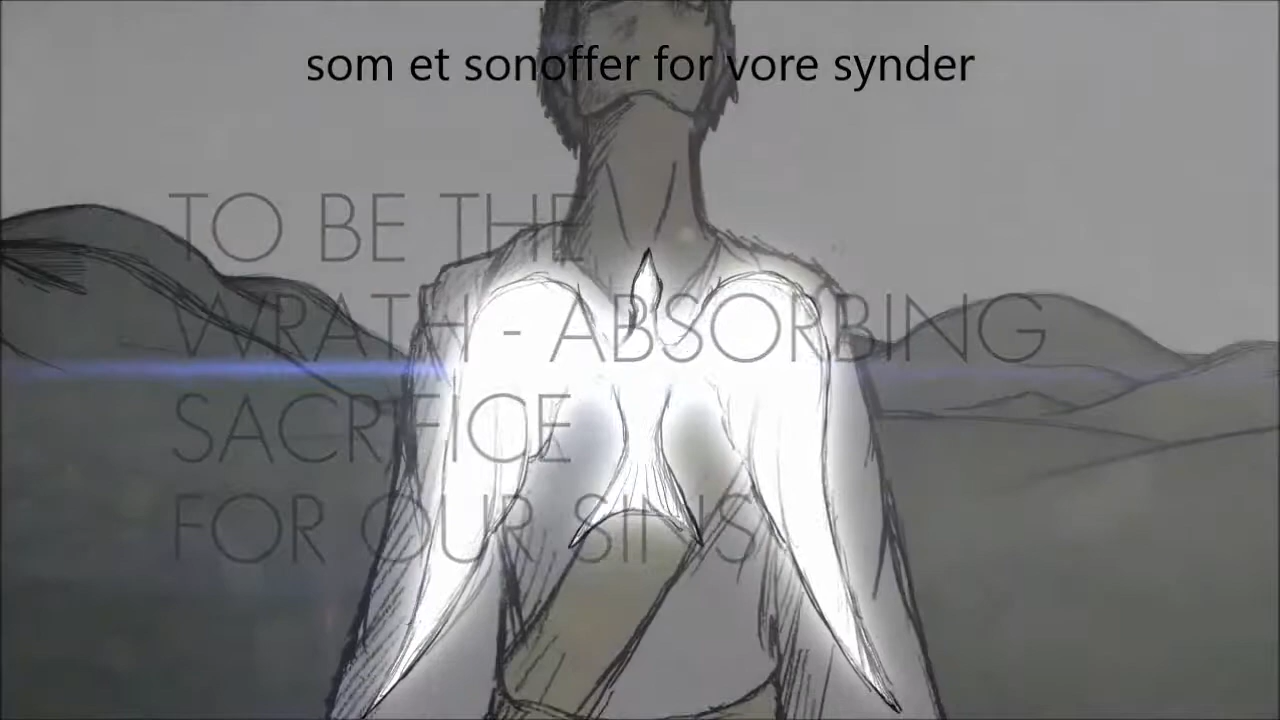 som et sonoffer for vore synder
TO BE THE
WRATH - ABSORBING
SACRIFICE
FOR OUR SINS